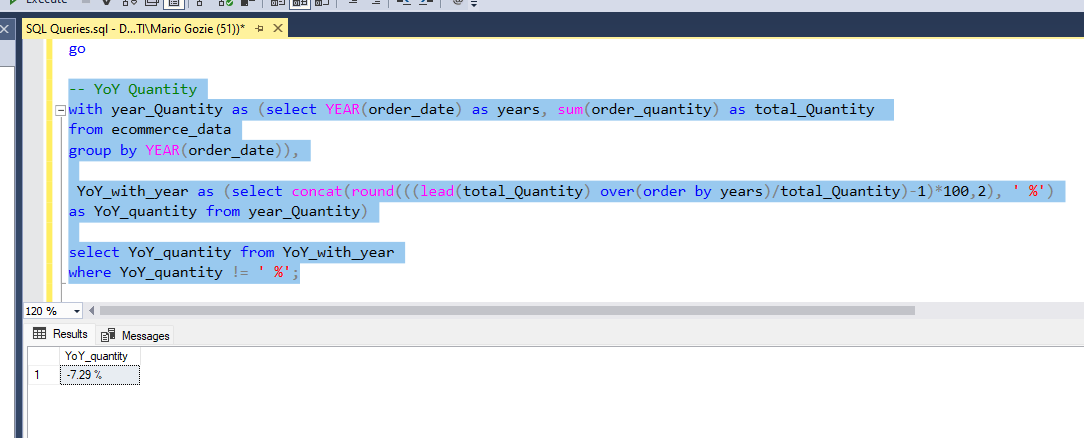 Execute
SQL Queries.sql - D...TI\Mario Gozie (51))*
go
-- YoY Quantity
with year_Quantity as (select YEAR(order_date) as years, sum(order_quantity) as total_Quantity
from ecommerce_data
group by YEAR(order_date)),
YoY_with_year as (select concat(round(((lead(total_Quantity) over(order by years)/total_Quantity)-1)*100,2), ' %')
as YoY_quantity from year_Quantity)
select YoY_quantity from YoY_with_year
where YoY_quantity != ' %';
120 %
Results Messages
YoY_quantity
1 -7.29 %